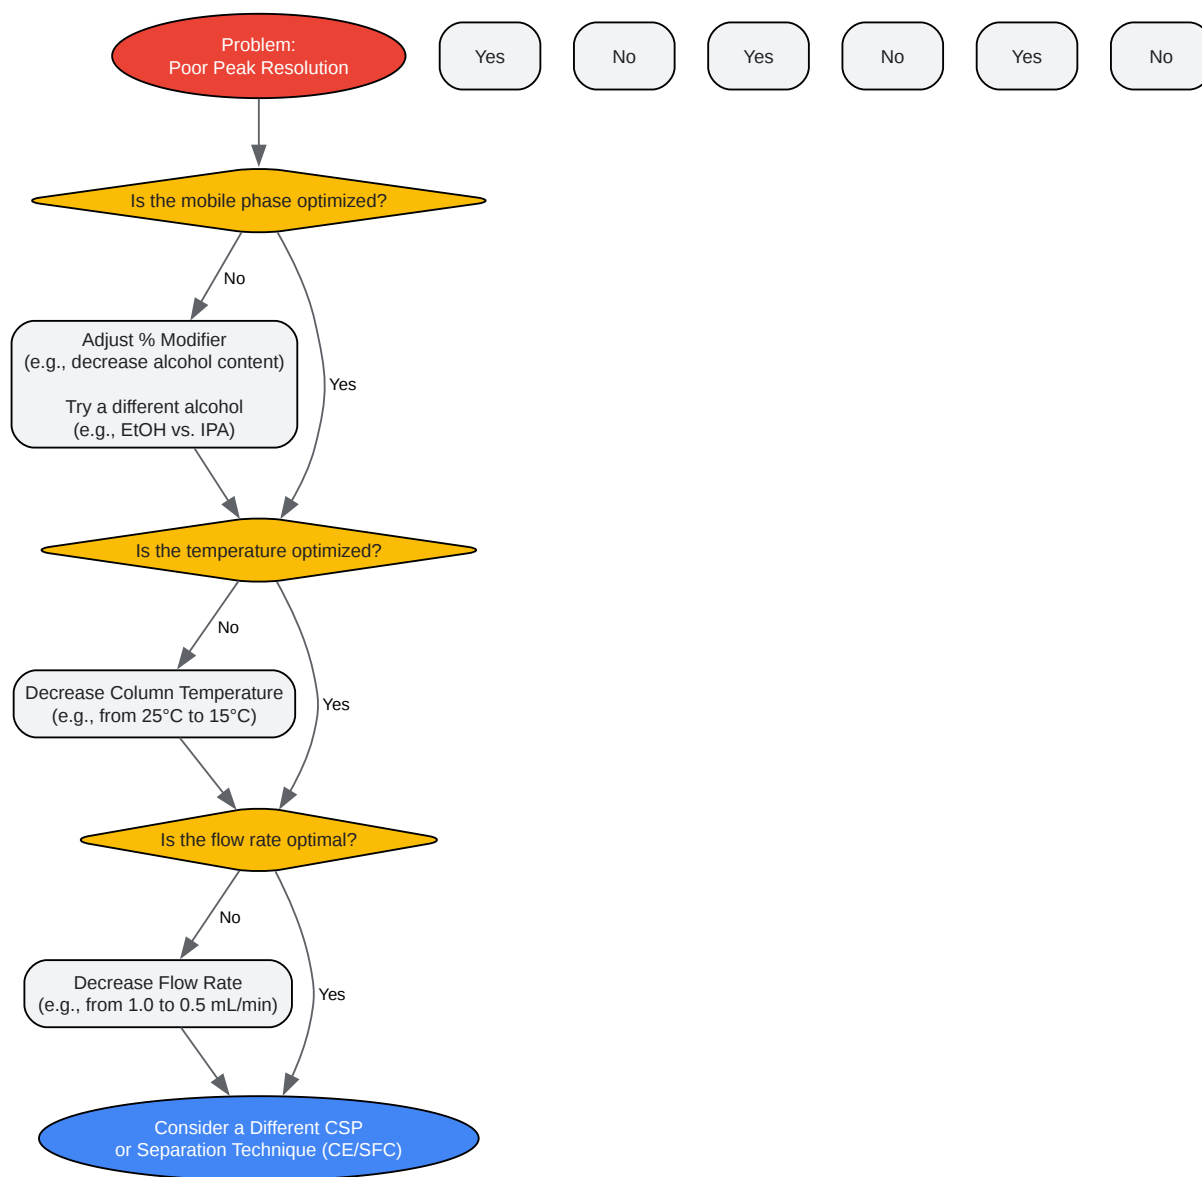 Problem:
Poor Peak Resolution
Yes
No
Yes
No
Yes
No
Is the mobile phase optimized?
No
Adjust % Modifier
(e.g., decrease alcohol content)
Try a different alcohol
(e.g., EtOH vs. IPA)
Yes
Is the temperature optimized?
No
Decrease Column Temperature
(e.g., from 25°C to 15°C)
Yes
Is the flow rate optimal?
No
Decrease Flow Rate
(e.g., from 1.0 to 0.5 mL/min)
Yes
Consider a Different CSP
or Separation Technique (CE/SFC)